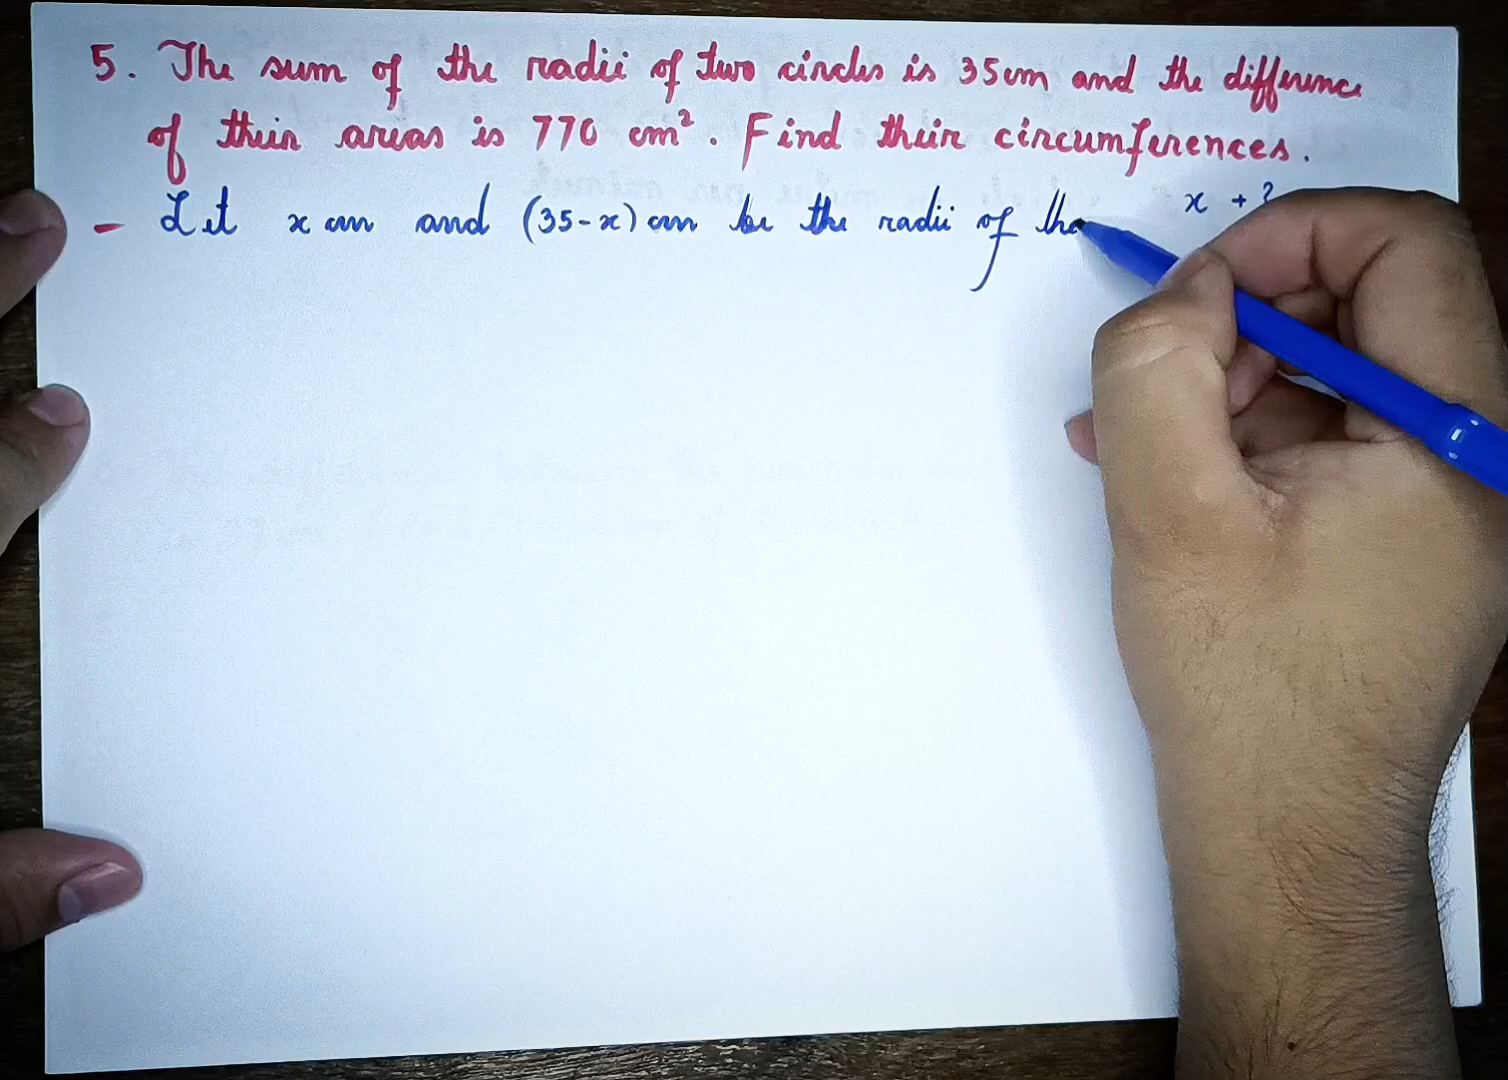 5. The sum of the radii of two circles is 35cm and the difference
of their areas is 770 cm². Find their circumferences.
- Let x cm and (35-x) cm be the radii of the
x +